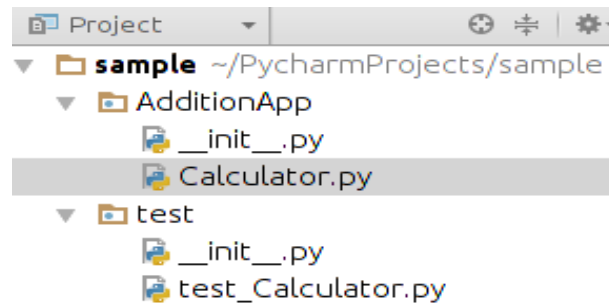 Project
sample ~/PycharmProjects/sample
AdditionApp
__init__.py
Calculator.py
test
__init__.py
test_Calculator.py